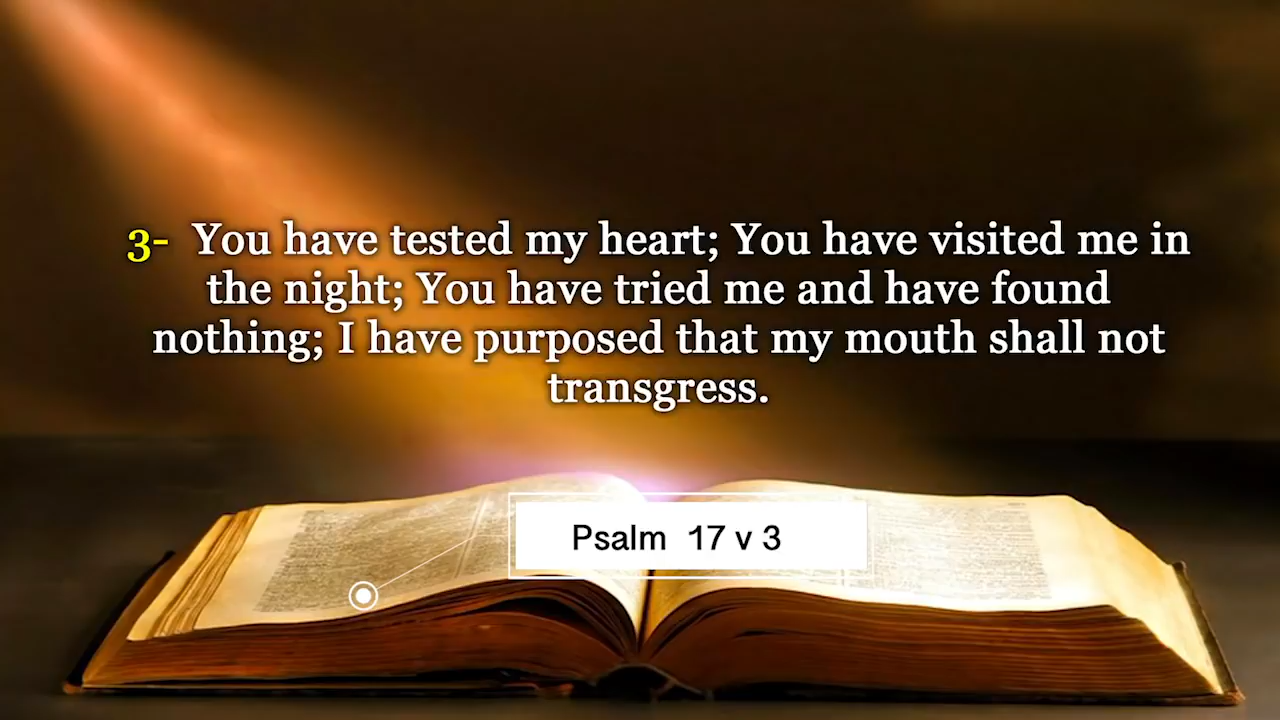 3- You have tested my heart; You have visited me in
the night; You have tried me and have found
nothing; I have purposed that my mouth shall not
transgress.
Psalm 17 v 3